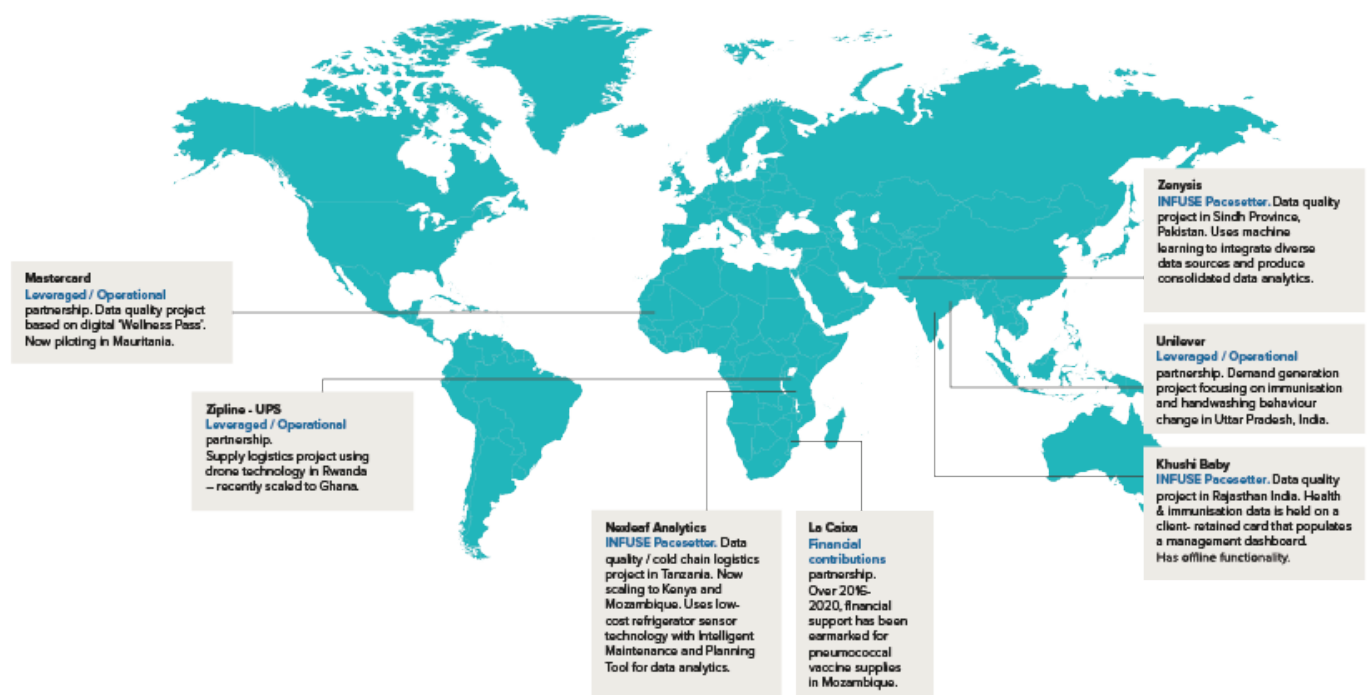 Mastercard
Leveraged / Operational
partnership. Data quality project
based on digital 'Wellness Pass'.
Now piloting in Mauritania.
Zipline - UPS
Leveraged / Operational
partnership.
Supply logistics project using
drone technology in Rwanda
– recently scaled to Ghana.
Nexleaf Analytics
INFUSE Pacesetter. Data
quality / cold chain logistics
project in Tanzania. Now
scaling to Kenya and
Mozambique. Uses low-
cost refrigerator sensor
technology with Intelligent
Maintenance and Planning
Tool for data analytics.
La Caixa
Financial
contributions
partnership.
Over 2016-
2020, financial
support has been
earmarked for
pneumococcal
vaccine supplies
in Mozambique.
Zenysis
INFUSE Pacesetter. Data quality
project in Sindh Province,
Pakistan. Uses machine
learning to integrate diverse
data sources and produce
consolidated data analytics.
Unilever
Leveraged / Operational
partnership. Demand generation
project focusing on immunisation
and handwashing behaviour
change in Uttar Pradesh, India.
Khushi Baby
INFUSE Pacesetter. Data quality
project in Rajasthan India. Health
& immunisation data is held on a
client- retained card that populates
a management dashboard.
Has offline functionality.